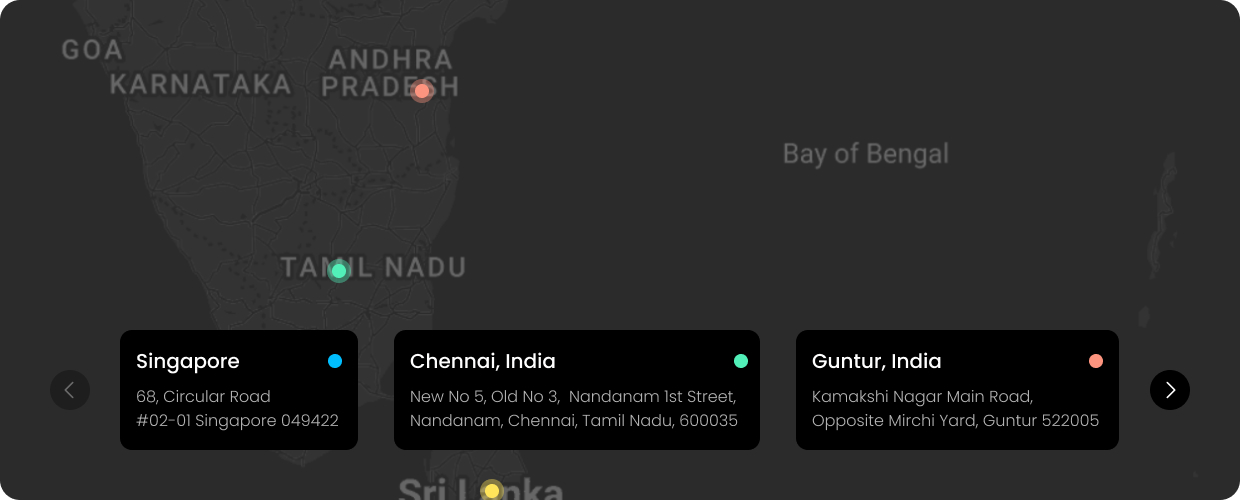 GOA
KARNATAKA
ANDHRA
PRADESH
Bay of Bengal
TAMIL NADU
Singapore
68, Circular Road
#02-01 Singapore 049422
Chennai, India
New No 5, Old No 3,  Nandanam 1st Street,
Nandanam, Chennai, Tamil Nadu, 600035
Guntur, India
Kamakshi Nagar Main Road,
Opposite Mirchi Yard, Guntur 522005
Sri Lanka